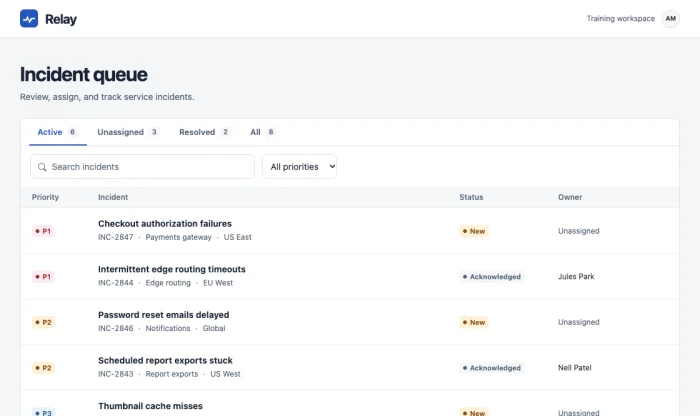 Relay
Training workspace AM
Incident queue
Review, assign, and track service incidents.
Active 6 Unassigned 3 Resolved 2 All 8
Search incidents All priorities
Priority Incident Status Owner
Checkout authorization failures
P1 New Unassigned
INC-2847 · Payments gateway · US East
Intermittent edge routing timeouts
P1 Acknowledged Jules Park
INC-2844 · Edge routing · EU West
Password reset emails delayed
P2 New Unassigned
INC-2846 · Notifications · Global
Scheduled report exports stuck
P2 Acknowledged Nell Patel
INC-2843 · Report exports · US West
Thumbnail cache misses
P3 New Unassigned